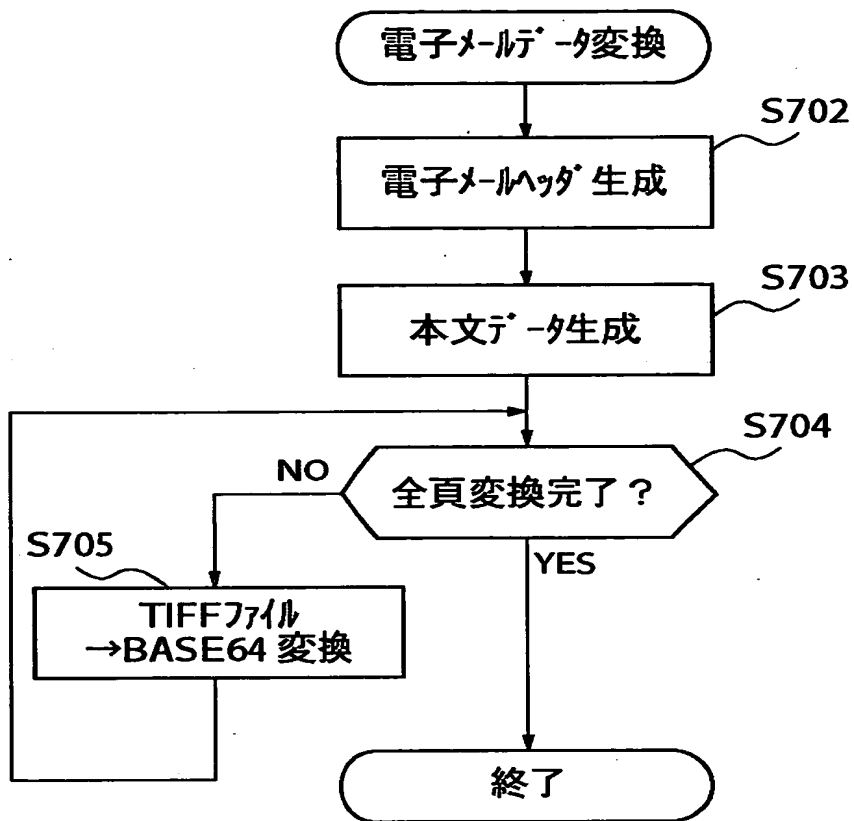 電子ﾒｰﾙﾃﾞｰﾀ変換
S702
電子ﾒｰﾙﾍｯﾀﾞ生成
S703
本文ﾃﾞｰﾀ生成
S704
NO
全頁変換完了？
S705
YES
TIFFﾌｧｲﾙ
→BASE64 変換
終了